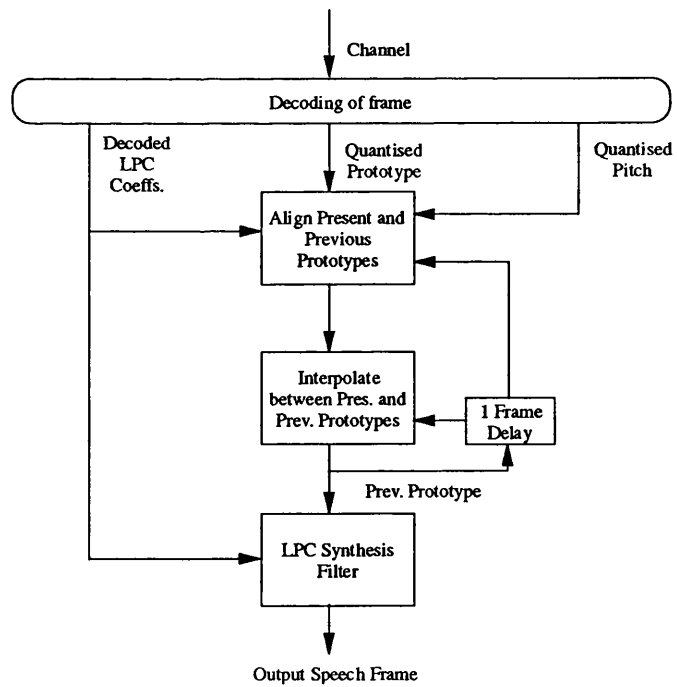 Channel
Decoding of frame
Decoded
LPC
Coeffs.
Quantised
Prototype
Quantised
Pitch
Align Present and
Previous
Prototypes
Interpolate
between Pres. and
Prev. Prototypes
1 Frame
Delay
Prev. Prototype
LPC Synthesis
Filter
Output Speech Frame